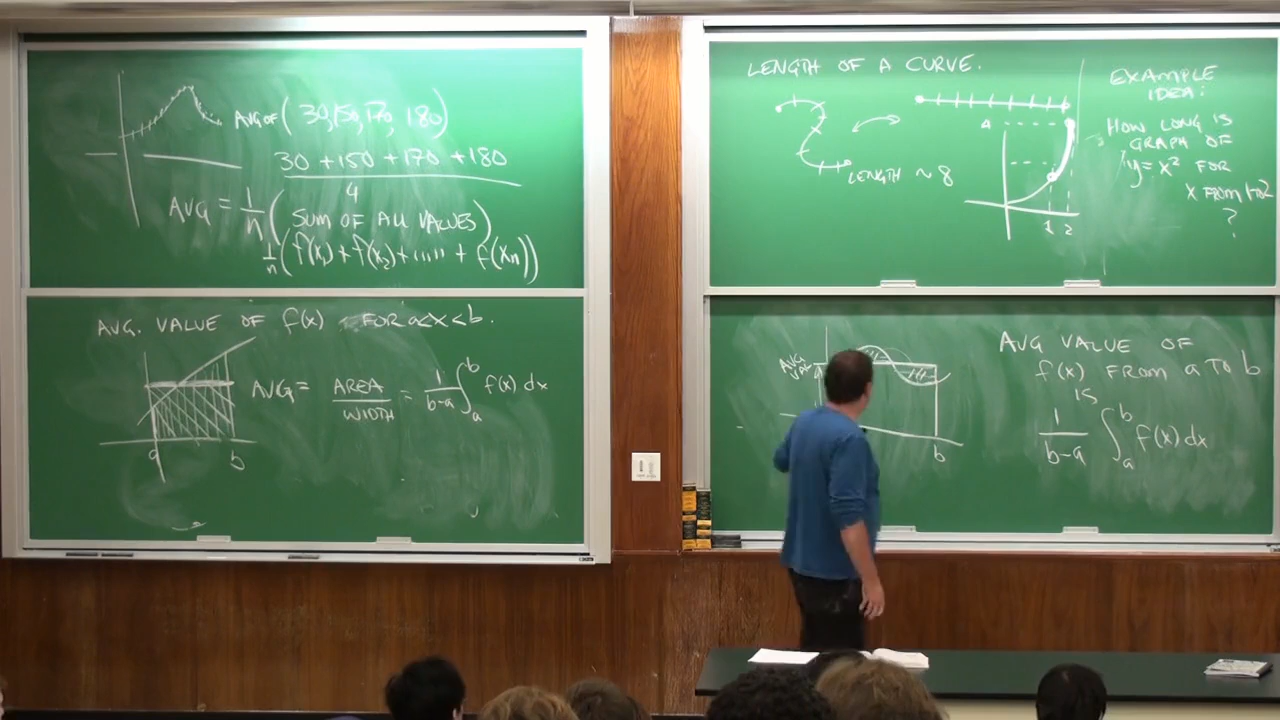 AVG OF (30, 150, 170, 180)
30 + 150 + 170 + 180
4
AVG = 1/n (SUM OF ALL VALUES)
1/n (f(x₁) + f(x₂) + ..... + f(xₙ))
AVG. VALUE OF f(x) FOR a<x<b.
AVG = AREA/WIDTH = 1/(b-a) ∫ₐᵇ f(x) dx
a b
LENGTH OF A CURVE.
LENGTH ~ 8
4
1 2
EXAMPLE
IDEA:
HOW LONG IS
GRAPH OF
y = x² FOR
X FROM 1 TO 2
?
AVG
VAL
b
AVG VALUE OF
f(x) FROM a TO b
IS
1/(b-a) ∫ₐᵇ f(x) dx